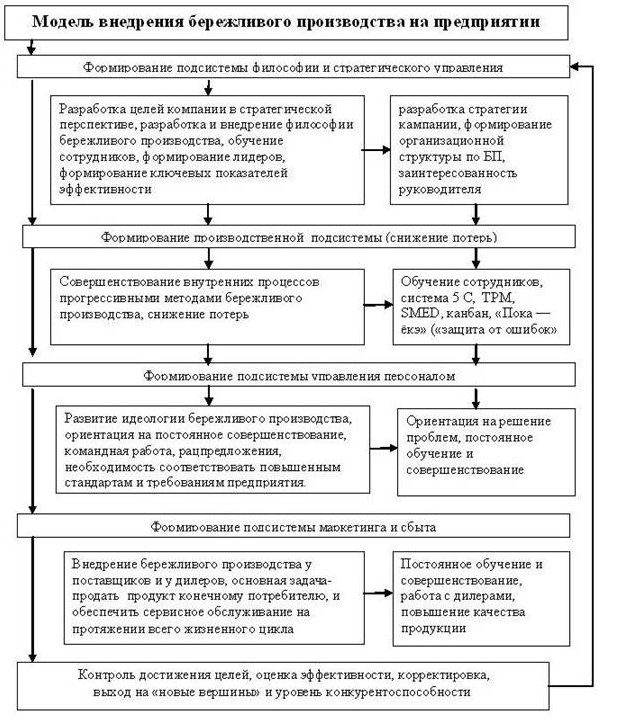 Модель внедрения бережливого производства на предприятии
Формирование подсистемы философии и стратегического управления
Разработка целей компании в стратегической
перспективе, разработка и внедрение философии
бережливого производства, обучение
сотрудников, формирование лидеров,
формирование ключевых показателей
эффективности
разработка стратегии
кампании, формирование
организационной
структуры по БП,
заинтересованность
руководителя
Формирование производственной подсистемы (снижение потерь)
Совершенствование внутренних процессов
прогрессивными методами бережливого
производства, снижение потерь
Обучение сотрудников,
система 5 С, ТРМ,
SMED, канбан, «Пока —
ёкэ» («защита от ошибок»
Формирование подсистемы управления персоналом
Развитие идеологии бережливого производства,
ориентация на постоянное совершенствование,
командная работа, рацпредложения,
необходимость соответствовать повышенным
стандартам и требованиям предприятия.
Ориентация на решение
проблем, постоянное
обучение и
совершенствование
Формирование подсистемы маркетинга и сбыта
Внедрение бережливого производства у
поставщиков и у дилеров, основная задача-
продать продукт конечному потребителю, и
обеспечить сервисное обслуживание на
протяжении всего жизненного цикла
Постоянное обучение и
совершенствование,
работа с дилерами,
повышение качества
продукции
Контроль достижения целей, оценка эффективности, корректировка,
выход на «новые вершины» и уровень конкурентоспособности